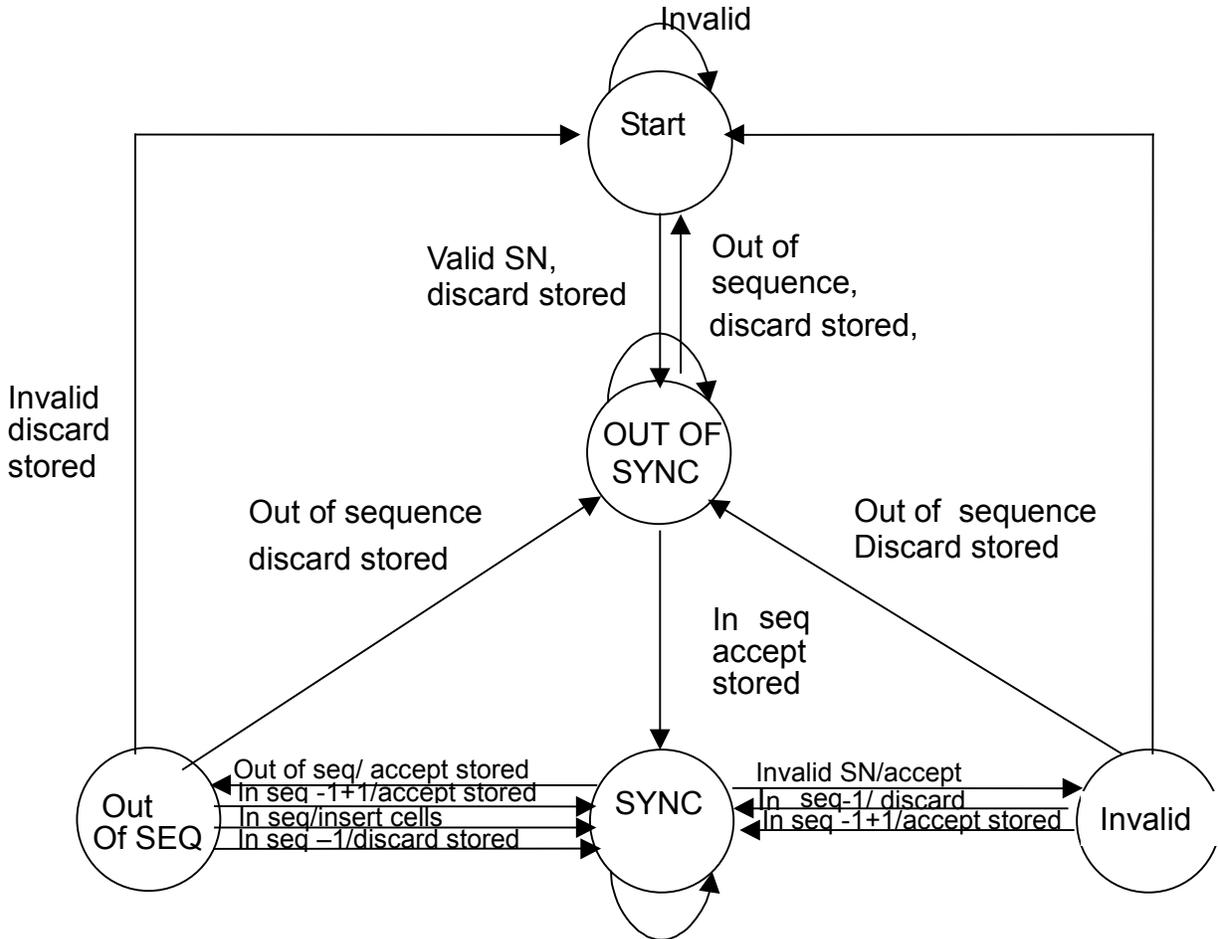 Invalid
Start
Valid SN,
discard stored
Out of
sequence,
discard stored,
Invalid
discard
stored
OUT OF
SYNC
Out of sequence
discard stored
Out of sequence
Discard stored
In seq
accept
stored
Out of seq/ accept stored
In seq -1+1/accept stored
In seq/insert cells
In seq –1/discard stored
Out
Of SEQ
SYNC
Invalid SN/accept
In seq-1/ discard
In seq -1+1/accept stored
Invalid